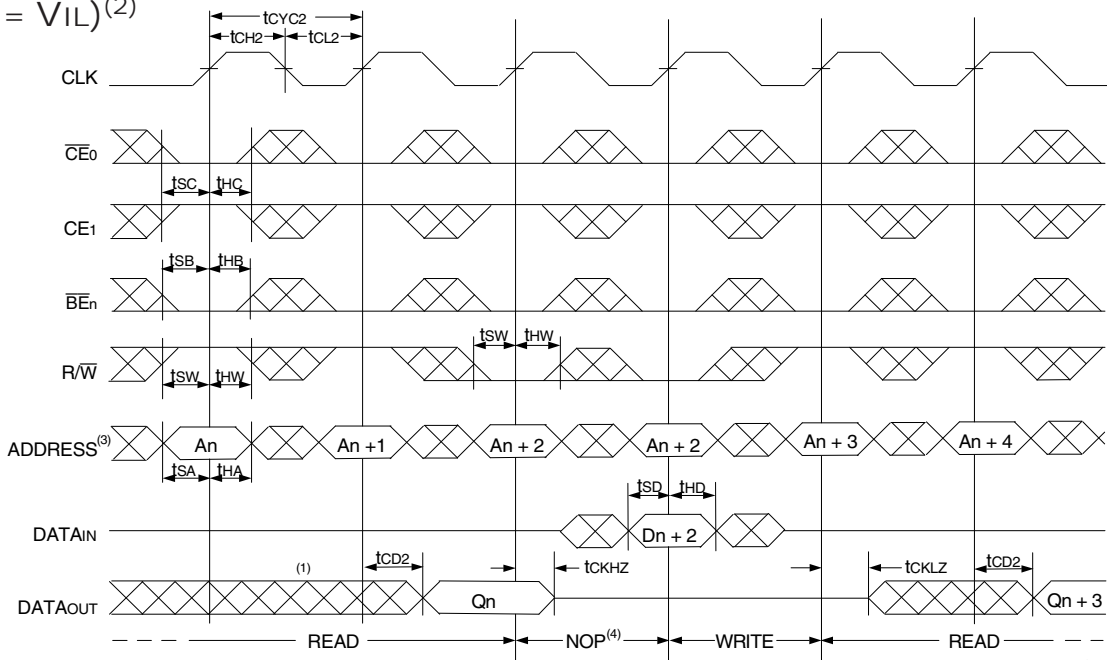 = VIL)(2)
tCYC2
tCH2 tCL2
CLK
CE0
tSC tHC
CE1
tSB tHB
BEn
tSW tHW
R/W
tSW tHW
ADDRESS(3) An An +1 An + 2 An + 2 An + 3 An + 4
tSA tHA
tSD tHD
DATAIN Dn + 2
(1) tCD2 tCKHZ tCKLZ tCD2
DATAOUT Qn Qn + 3
READ NOP(4) WRITE READ